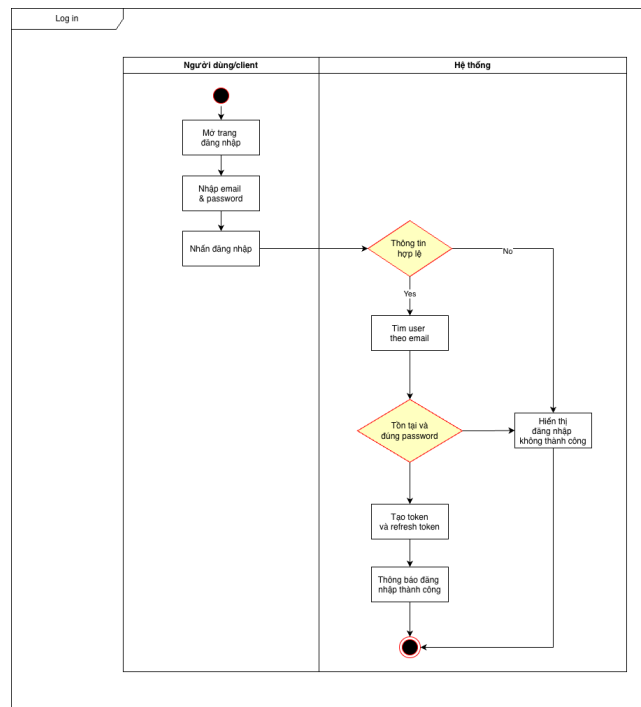 Log in
Người dùng/client
Hệ thống
Mở trang
đăng nhập
Nhập email
& password
Nhấn đăng nhập
Thông tin
hợp lệ
No
Yes
Tìm user
theo email
Tồn tại và
đúng password
Hiển thị
đăng nhập
không thành công
Tạo token
và refresh token
Thông báo đăng
nhập thành công